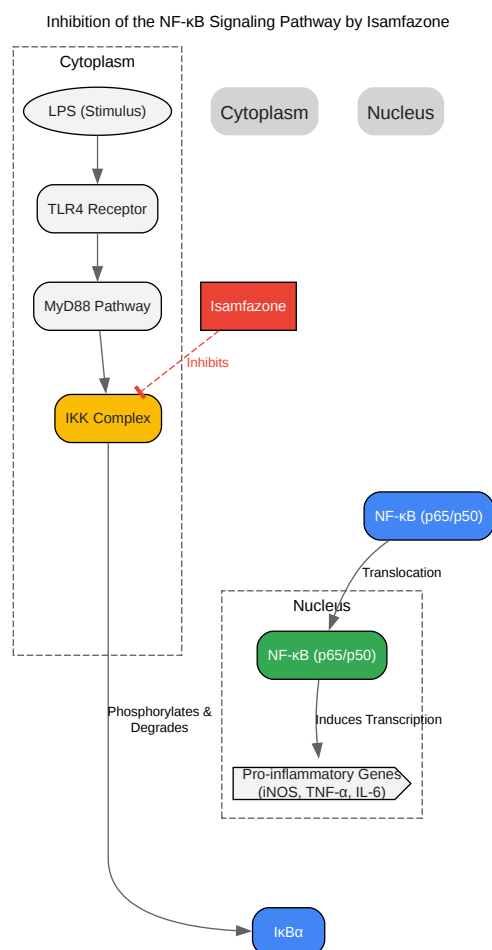 Inhibition of the NF-κB Signaling Pathway by Isamfazone
Cytoplasm
LPS (Stimulus)
Cytoplasm
Nucleus
TLR4 Receptor
MyD88 Pathway
Isamfazone
Inhibits
IKK Complex
NF-κB (p65/p50)
Translocation
Nucleus
NF-κB (p65/p50)
Phosphorylates &
Degrades
Induces Transcription
Pro-inflammatory Genes
(iNOS, TNF-α, IL-6)
IκBα